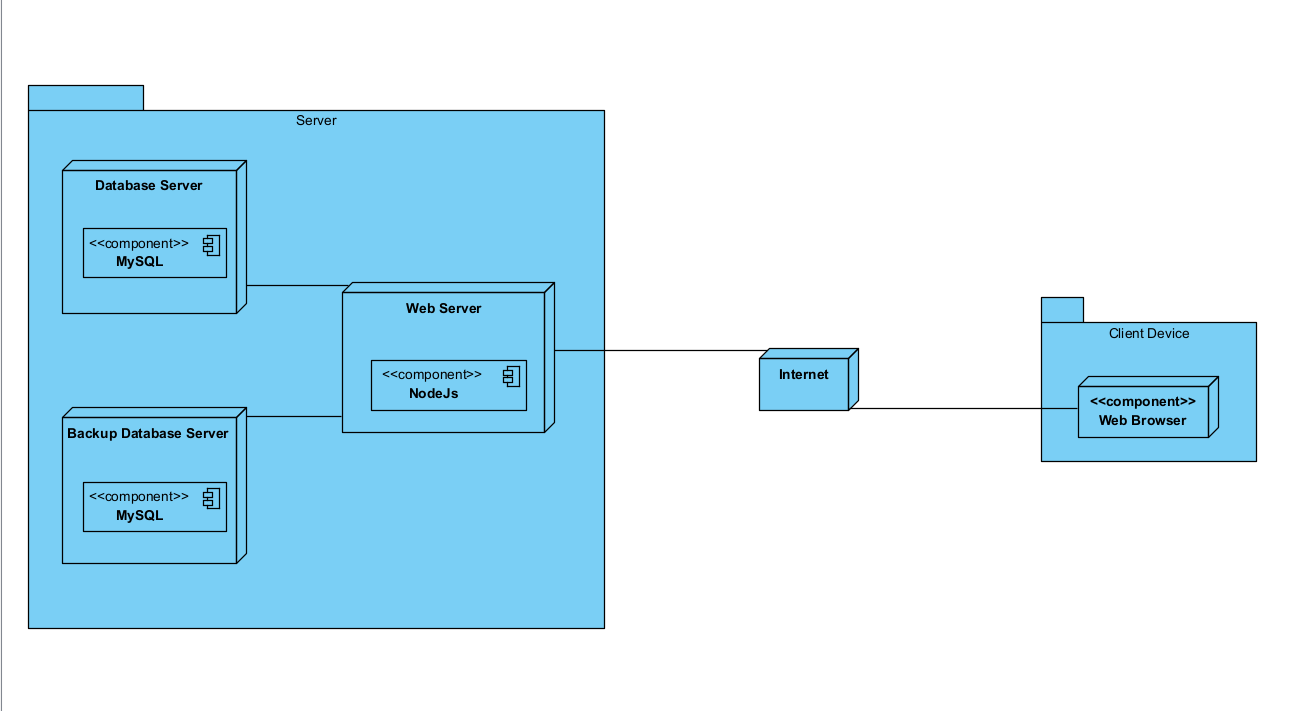 Server
Database Server
<<component>>
MySQL
Web Server
<<component>>
NodeJs
Backup Database Server
<<component>>
MySQL
Internet
Client Device
<<component>>
Web Browser